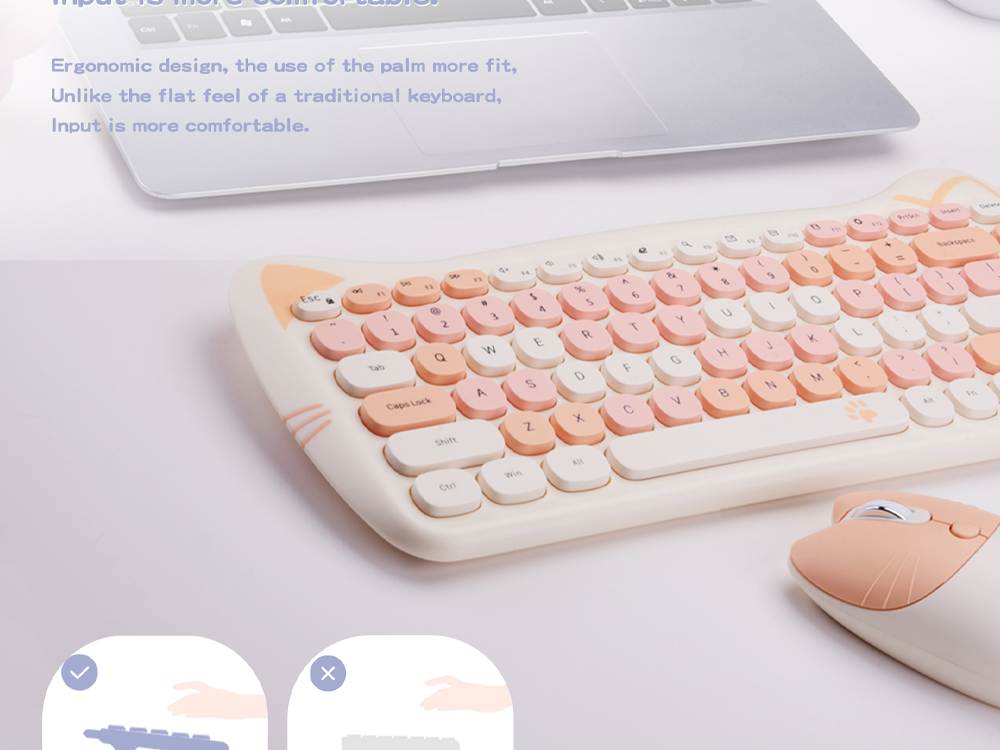 Input is more comfortable.
Ctrl
Alt
Ergonomic design, the use of the palm more fit,
Unlike the flat feel of a traditional keyboard,
Input is more comfortable.
Esc F1 F2 F3 F4 F5 F6 F7 F8 F9 F10 F11 F12 PrtScn Insert Delete
~ ! 1 @ 2 # 3 $ 4 % 5 ^ 6 & 7 * 8 ( 9 ) 0 - + = Backspace
Tab Q W E R T Y U I O P [ ]
Caps Lock A S D F G H J K L
Shift Z X C V B N M < , > . ? /
Ctrl Win Alt Alt Fn